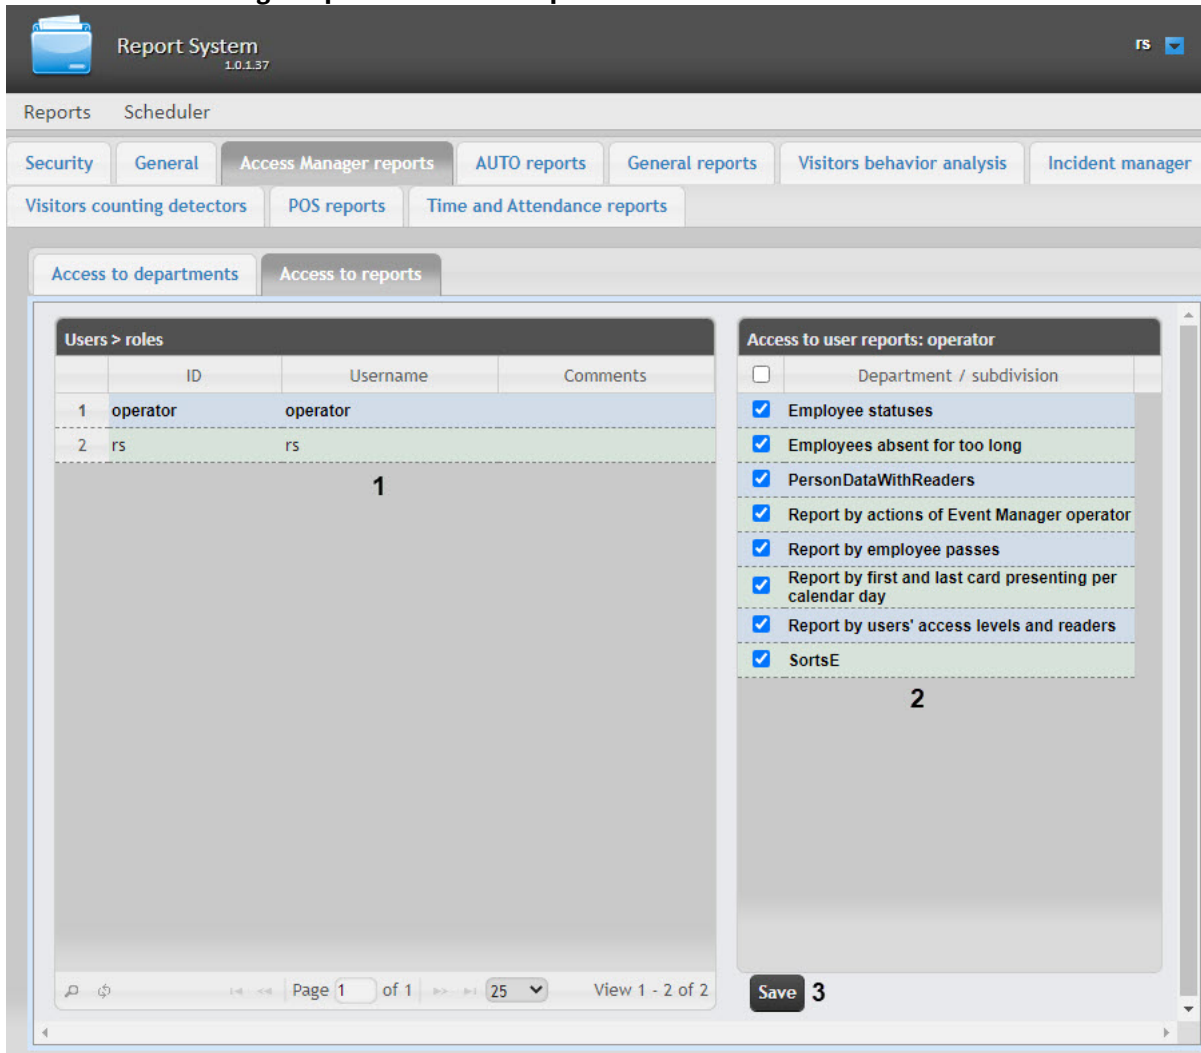 Report System
1.0.1.37
rs
Reports Scheduler
Security General Access Manager reports AUTO reports General reports Visitors behavior analysis Incident manager
Visitors counting detectors POS reports Time and Attendance reports
Access to departments Access to reports
Users > roles
ID Username Comments
1 operator operator
2 rs rs
1
Page 1 of 1 25 View 1 - 2 of 2
Access to user reports: operator
Department / subdivision
Employee statuses
Employees absent for too long
PersonDataWithReaders
Report by actions of Event Manager operator
Report by employee passes
Report by first and last card presenting per
calendar day
Report by users' access levels and readers
SortsE
2
Save 3